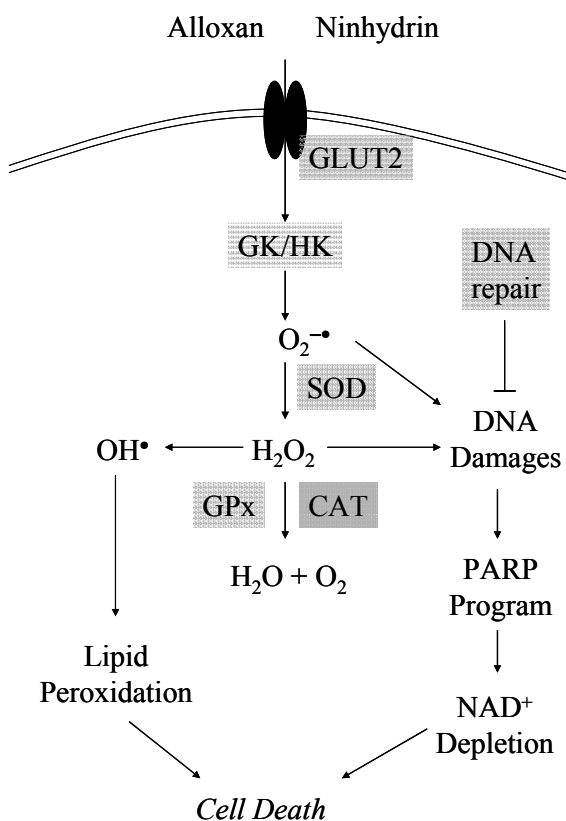 Alloxan Ninhydrin
GLUT2
GK/HK
DNA
repair
O₂⁻•
SOD
DNA
Damages
OH• H₂O₂
GPx CAT
H₂O + O₂
PARP
Program
Lipid
Peroxidation
NAD⁺
Depletion
Cell Death